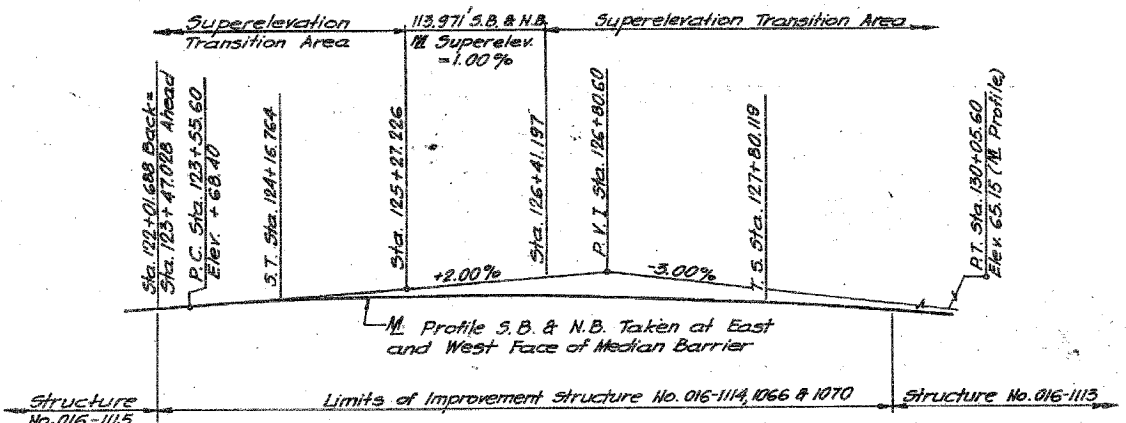 Superelevation
Transition Area
113.971' S.B. & N.B.
ML Superelev.
=1.00%
Superelevation Transition Area
Sta. 122+01.688 Back=
Sta. 123+47.028 Ahead
P.C. Sta. 123+55.60
Elev. +68.40
S.T. Sta. 124+16.764
Sta. 125+27.226
Sta. 126+41.197
P.V.I Sta. 126+80.60
T.S. Sta. 127+80.119
P.T. Sta. 130+05.60
Elev. 65.15 (ML Profile)
+2.00%
-3.00%
ML Profile S.B. & N.B. Taken at East
and West Face of Median Barrier
Structure
No. 016-1115
Limits of Improvement Structure No. 016-1114, 1066 & 1070
Structure No. 016-1113